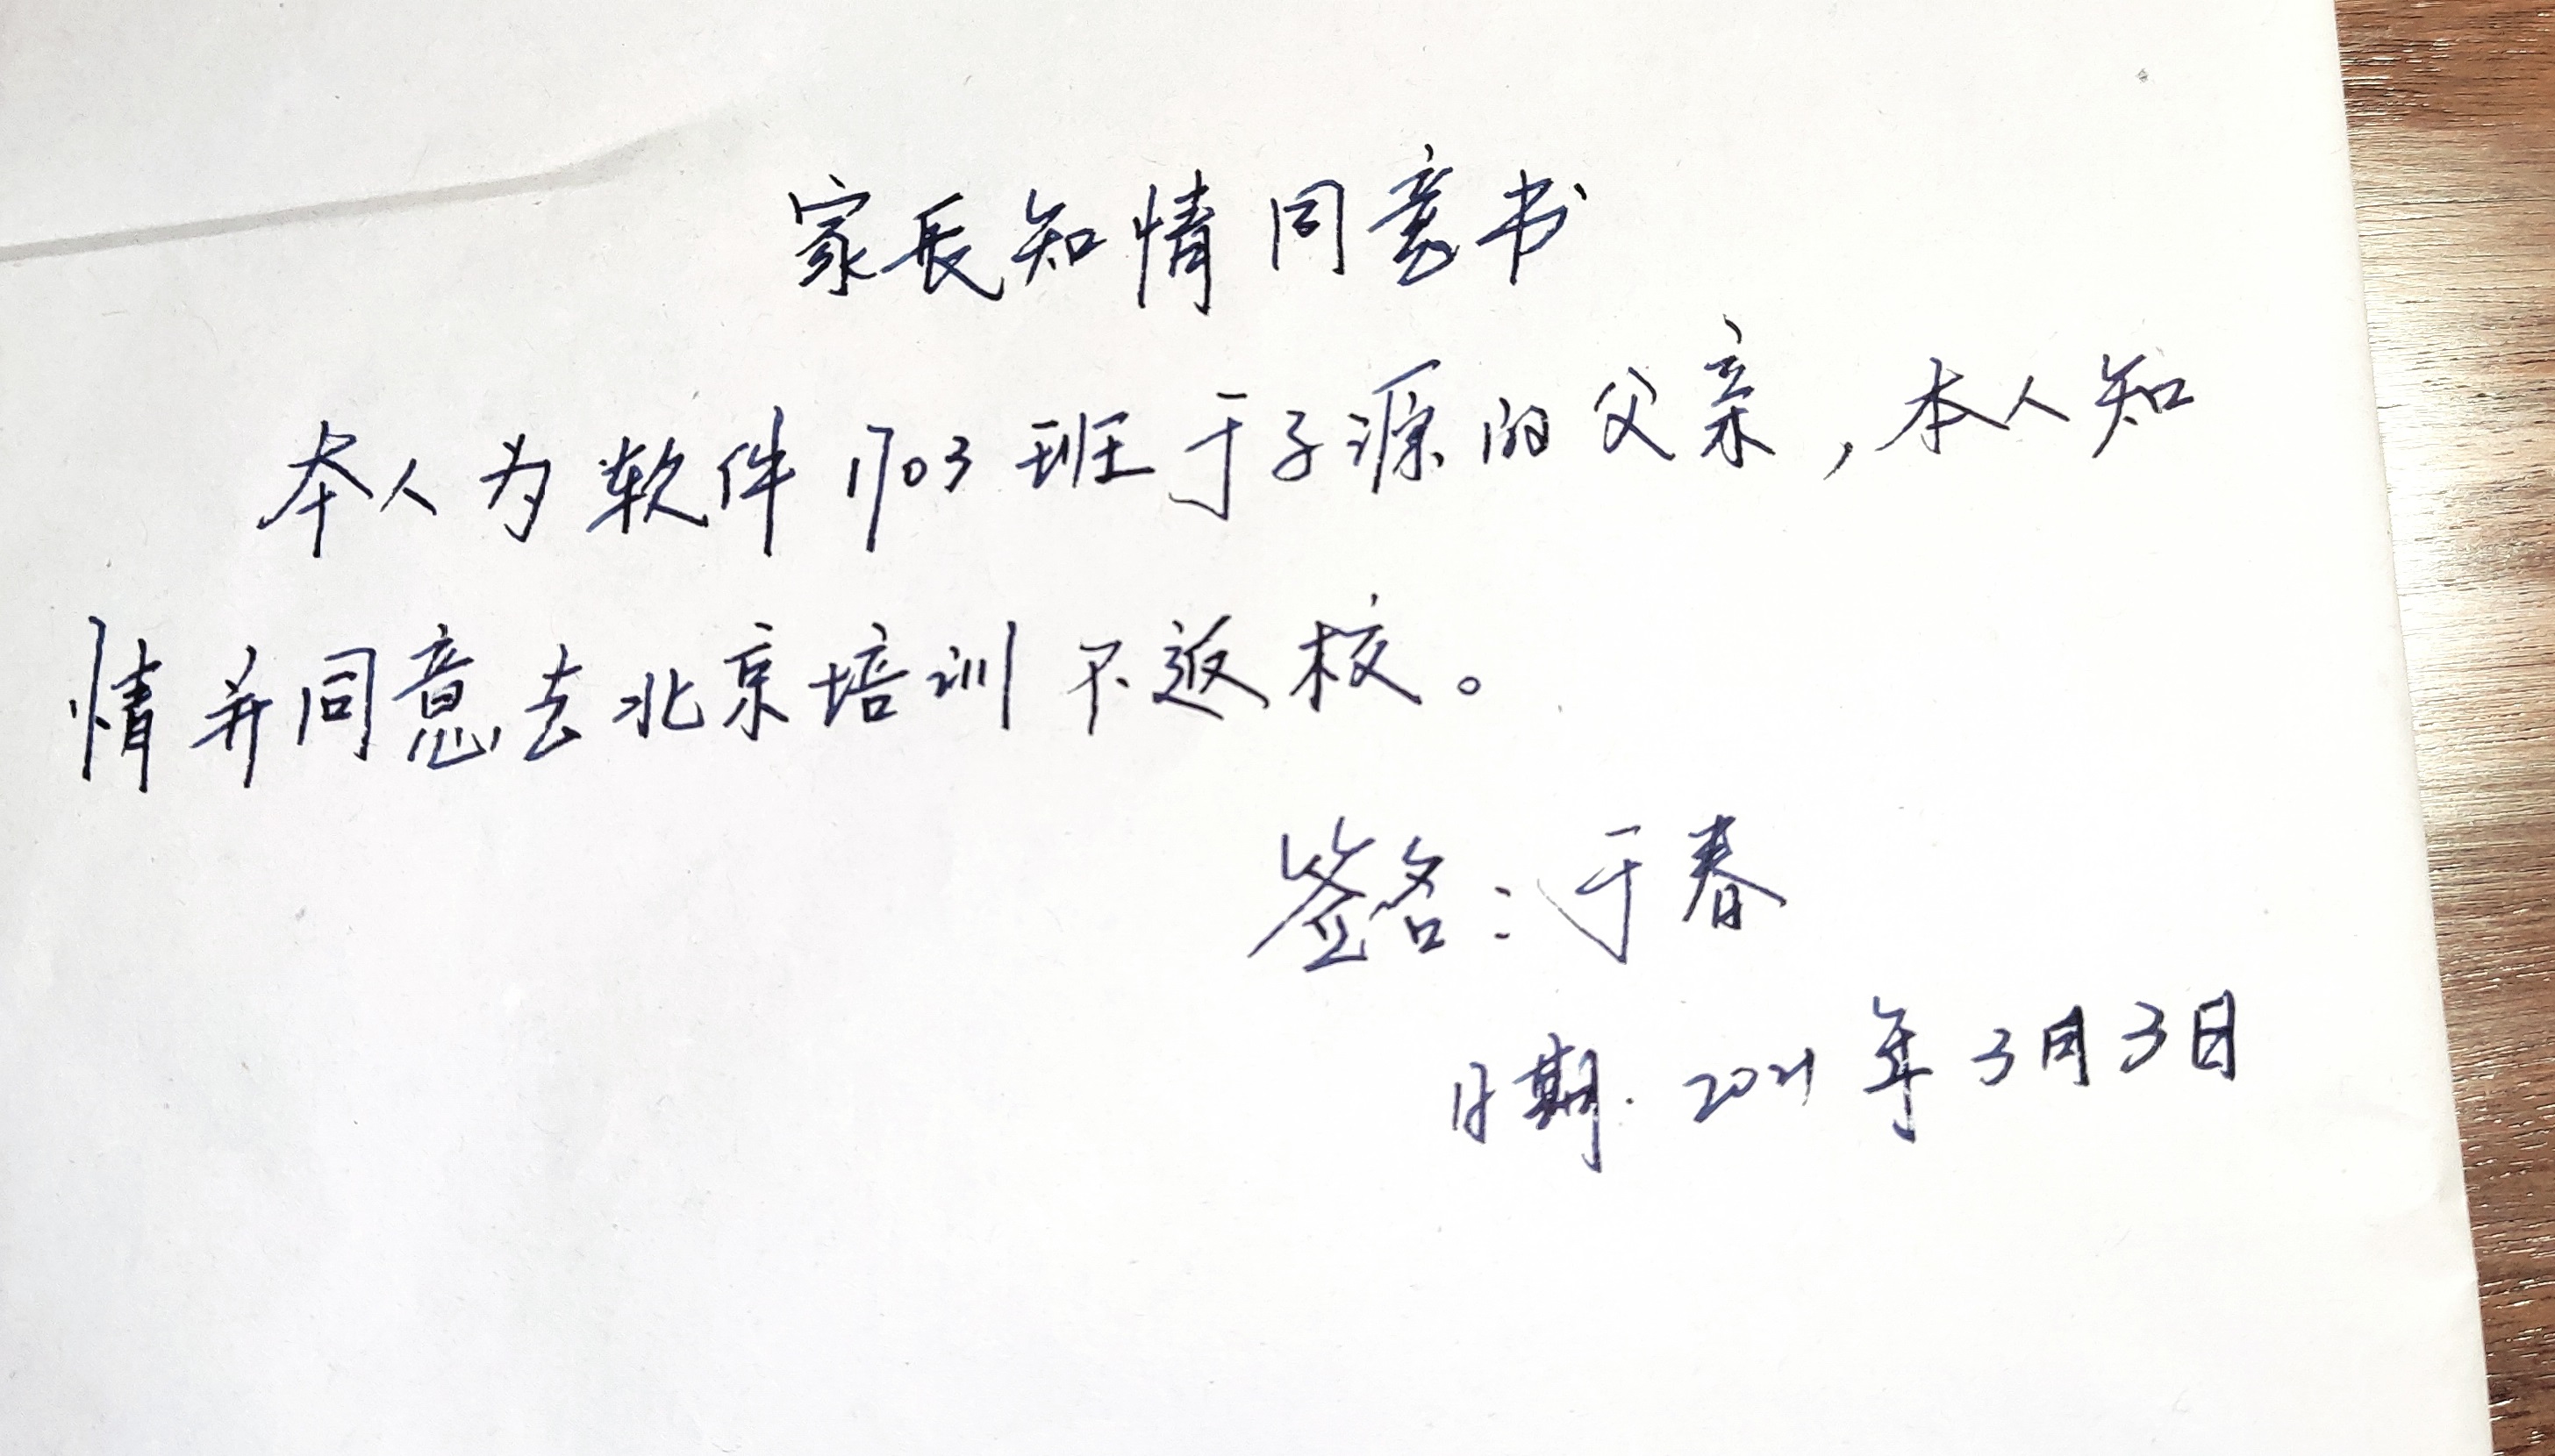 家长知情同意书
本人为软件1703班于子源的父亲,本人知
情并同意去北京培训不返校。
签名:于春
日期.2021年3月3日